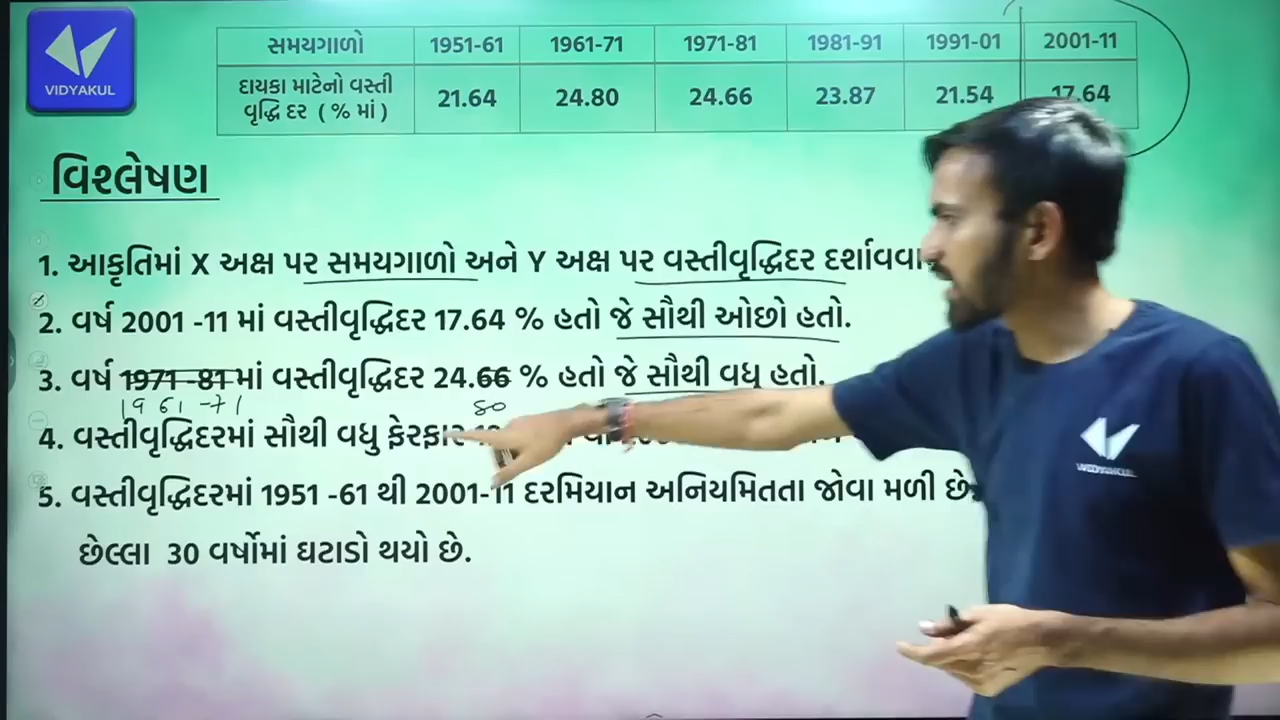 VIDYAKUL
સમયગાળો 1951-61 1961-71 1971-81 1981-91 1991-01 2001-11
દાયકા માટેનો વસ્તી વૃદ્ધિ દર ( % માં ) 21.64 24.80 24.66 23.87 21.54 17.64
વિશ્લેષણ
1. આકૃતિમાં X અક્ષ પર સમયગાળો અને Y અક્ષ પર વસ્તીવૃદ્ધિદર
2. વર્ષ 2001 -11 માં વસ્તીવૃદ્ધિદર 17.64 % હતો જે સૌથી ઓછો હતો.
3. વર્ષ 1971 -81 માં વસ્તીવૃદ્ધિદર 24.66 % હતો જે સૌથી વધુ હતો.
1961-71 80
4. વસ્તીવૃદ્ધિદરમાં સૌથી વધુ ફેરફાર
5. વસ્તીવૃદ્ધિદરમાં 1951 -61 થી 2001-11 દરમિયાન અનિયમિતતા જોવા મળી છે.
છેલ્લા 30 વર્ષોમાં ઘટાડો થયો છે.
VIDYAKUL